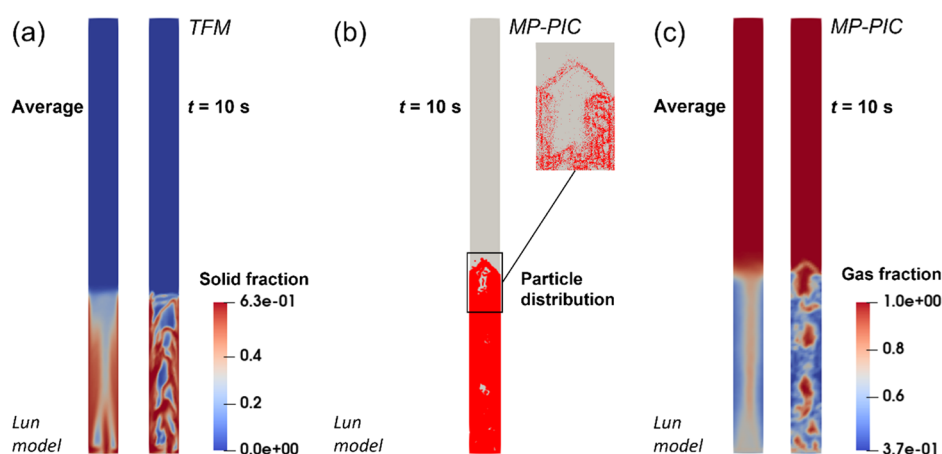 (a)
TFM
Average
t = 10 s
Solid fraction
6.3e-01
0.4
0.2
0.0e+00
Lun
model
(b)
MP-PIC
t = 10 s
Particle
distribution
Lun
model
(c)
MP-PIC
Average
t = 10 s
Gas fraction
1.0e+00
0.8
0.6
3.7e-01
Lun
model